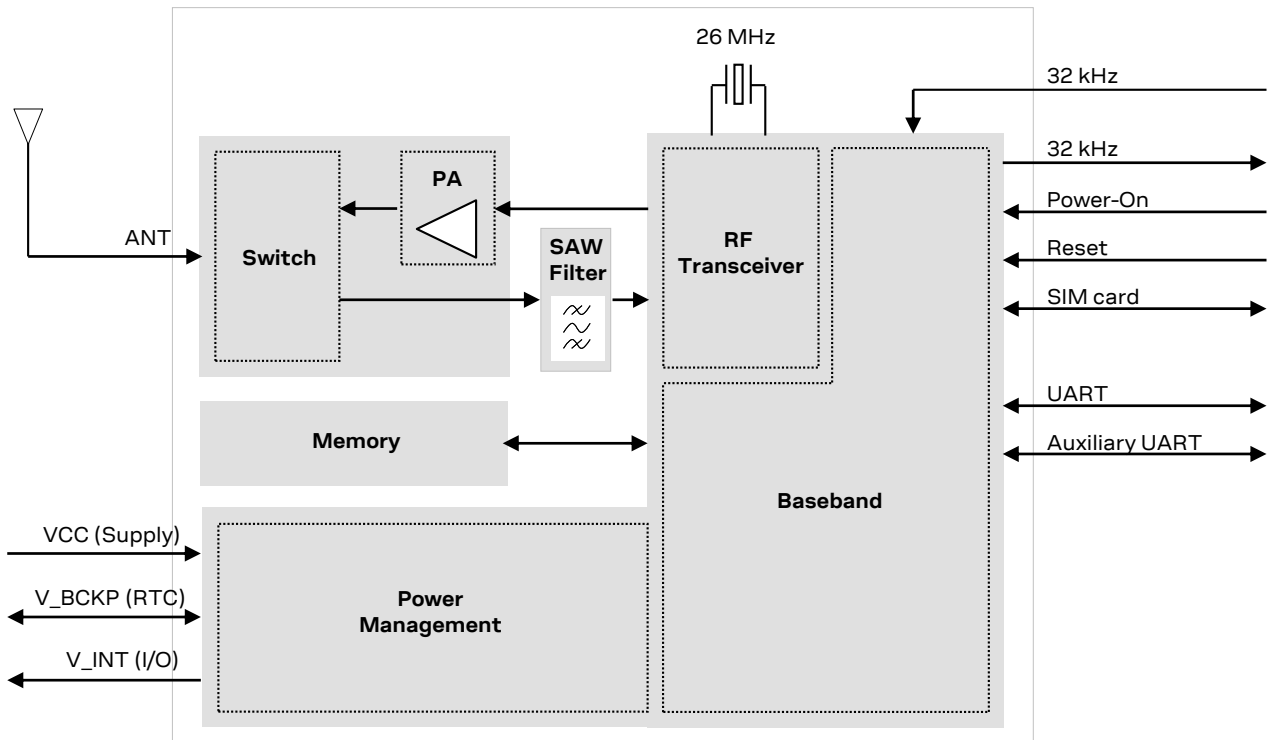 26 MHz
32 kHz
32 kHz
PA
Power-On
ANT
Switch
SAW
Filter
RF
Transceiver
Reset
SIM card
UART
Memory
Auxiliary UART
Baseband
VCC (Supply)
V_BCKP (RTC)
Power
Management
V_INT (I/O)